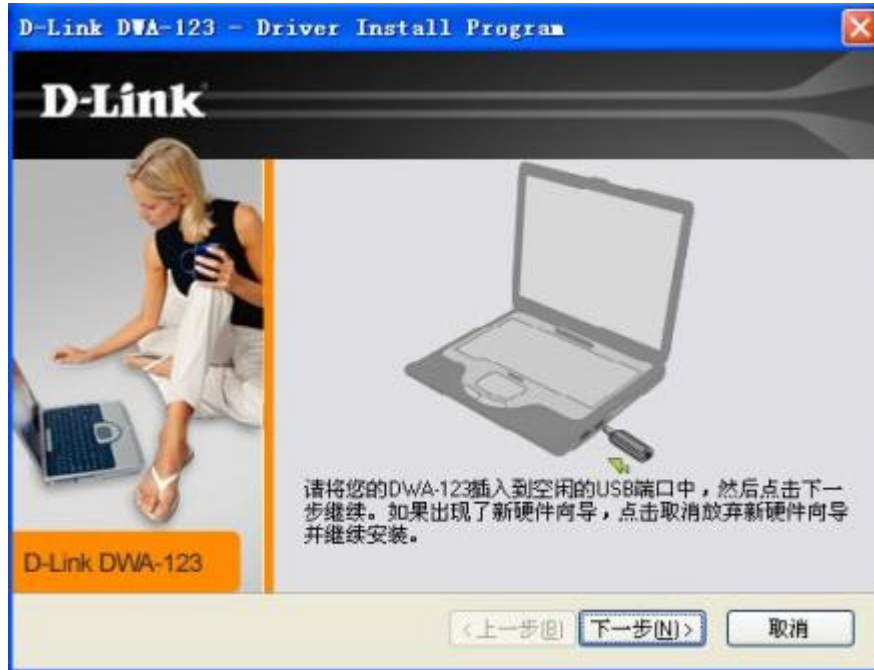 D-Link DWA-123 - Driver Install Program
D-Link
请将您的DWA-123插入到空闲的USB端口中，然后点击下一
步继续。如果出现了新硬件向导，点击取消放弃新硬件向导
并继续安装。
D-Link DWA-123
<上一步(B) 下一步(N)> 取消